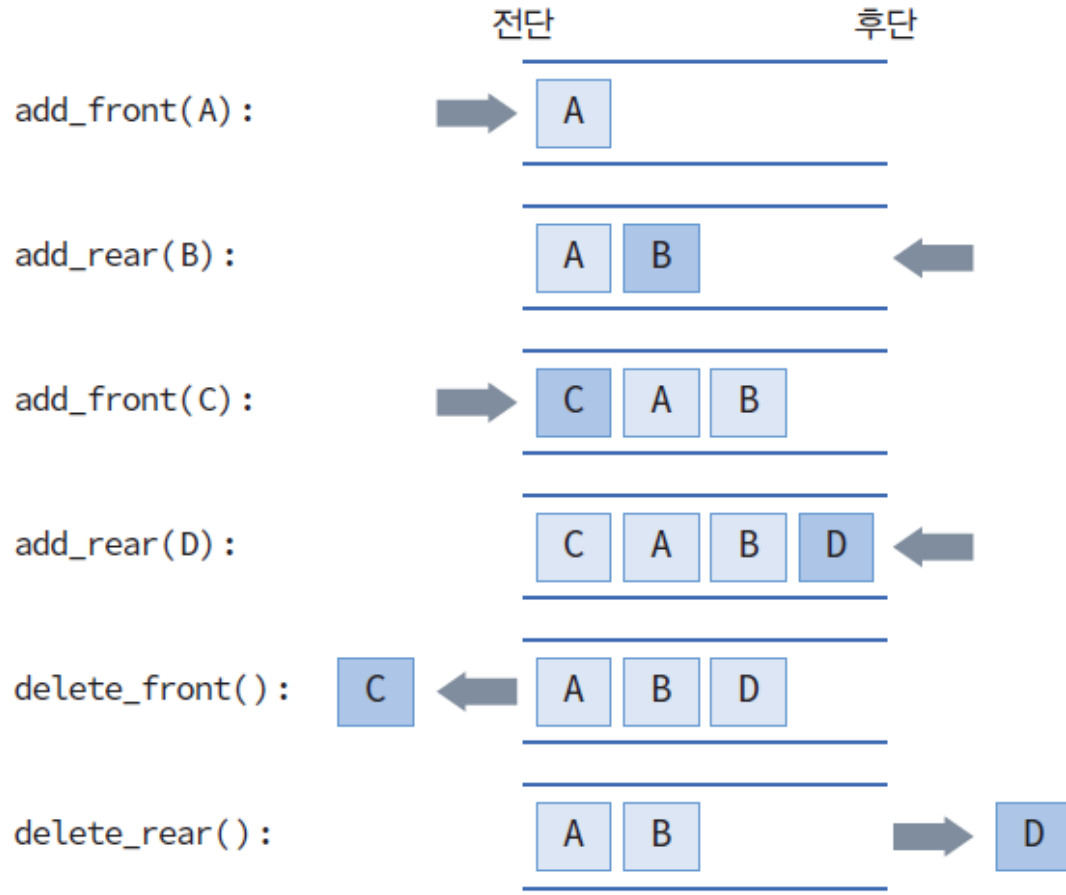 전단 후단
add_front(A): A
add_rear(B): A B
add_front(C): C A B
add_rear(D): C A B D
delete_front(): C A B D
delete_rear(): A B D